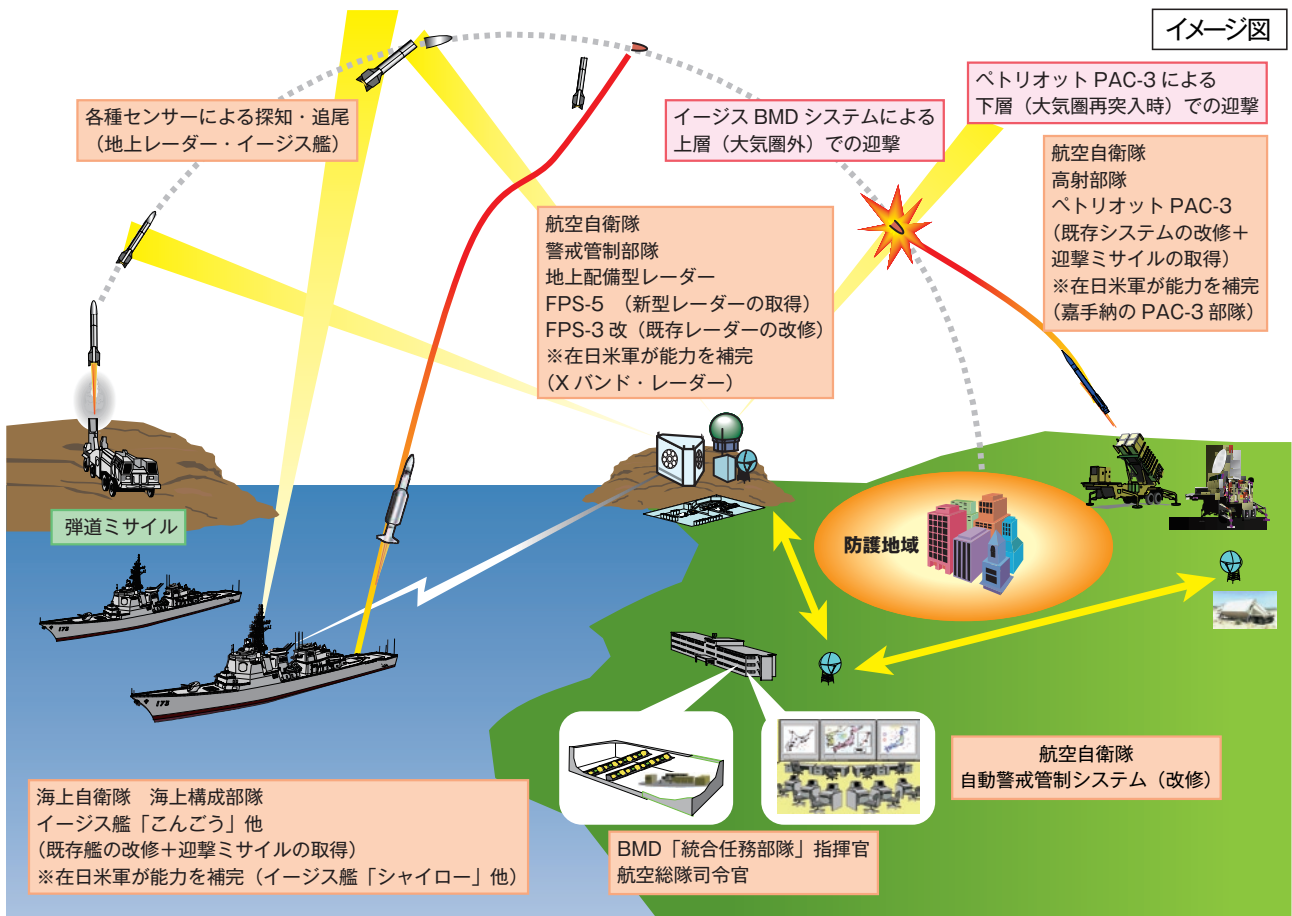 イメージ図
ペトリオット PAC-3 による
下層（大気圏再突入時）での迎撃
各種センサーによる探知・追尾
（地上レーダー・イージス艦）
イージス BMD システムによる
上層（大気圏外）での迎撃
航空自衛隊
高射部隊
ペトリオット PAC-3
(既存システムの改修＋
迎撃ミサイルの取得）
※在日米軍が能力を補完
(嘉手納の PAC-3 部隊）
航空自衛隊
警戒管制部隊
地上配備型レーダー
FPS-5　（新型レーダーの取得）
FPS-3 改（既存レーダーの改修）
※在日米軍が能力を補完
（X バンド・レーダー）
弾道ミサイル
防護地域
173
173
航空自衛隊
自動警戒管制システム（改修）
海上自衛隊　海上構成部隊
イージス艦「こんごう」他
(既存艦の改修＋迎撃ミサイルの取得）
※在日米軍が能力を補完（イージス艦「シャイロー」他）
BMD「統合任務部隊」指揮官
航空総隊司令官